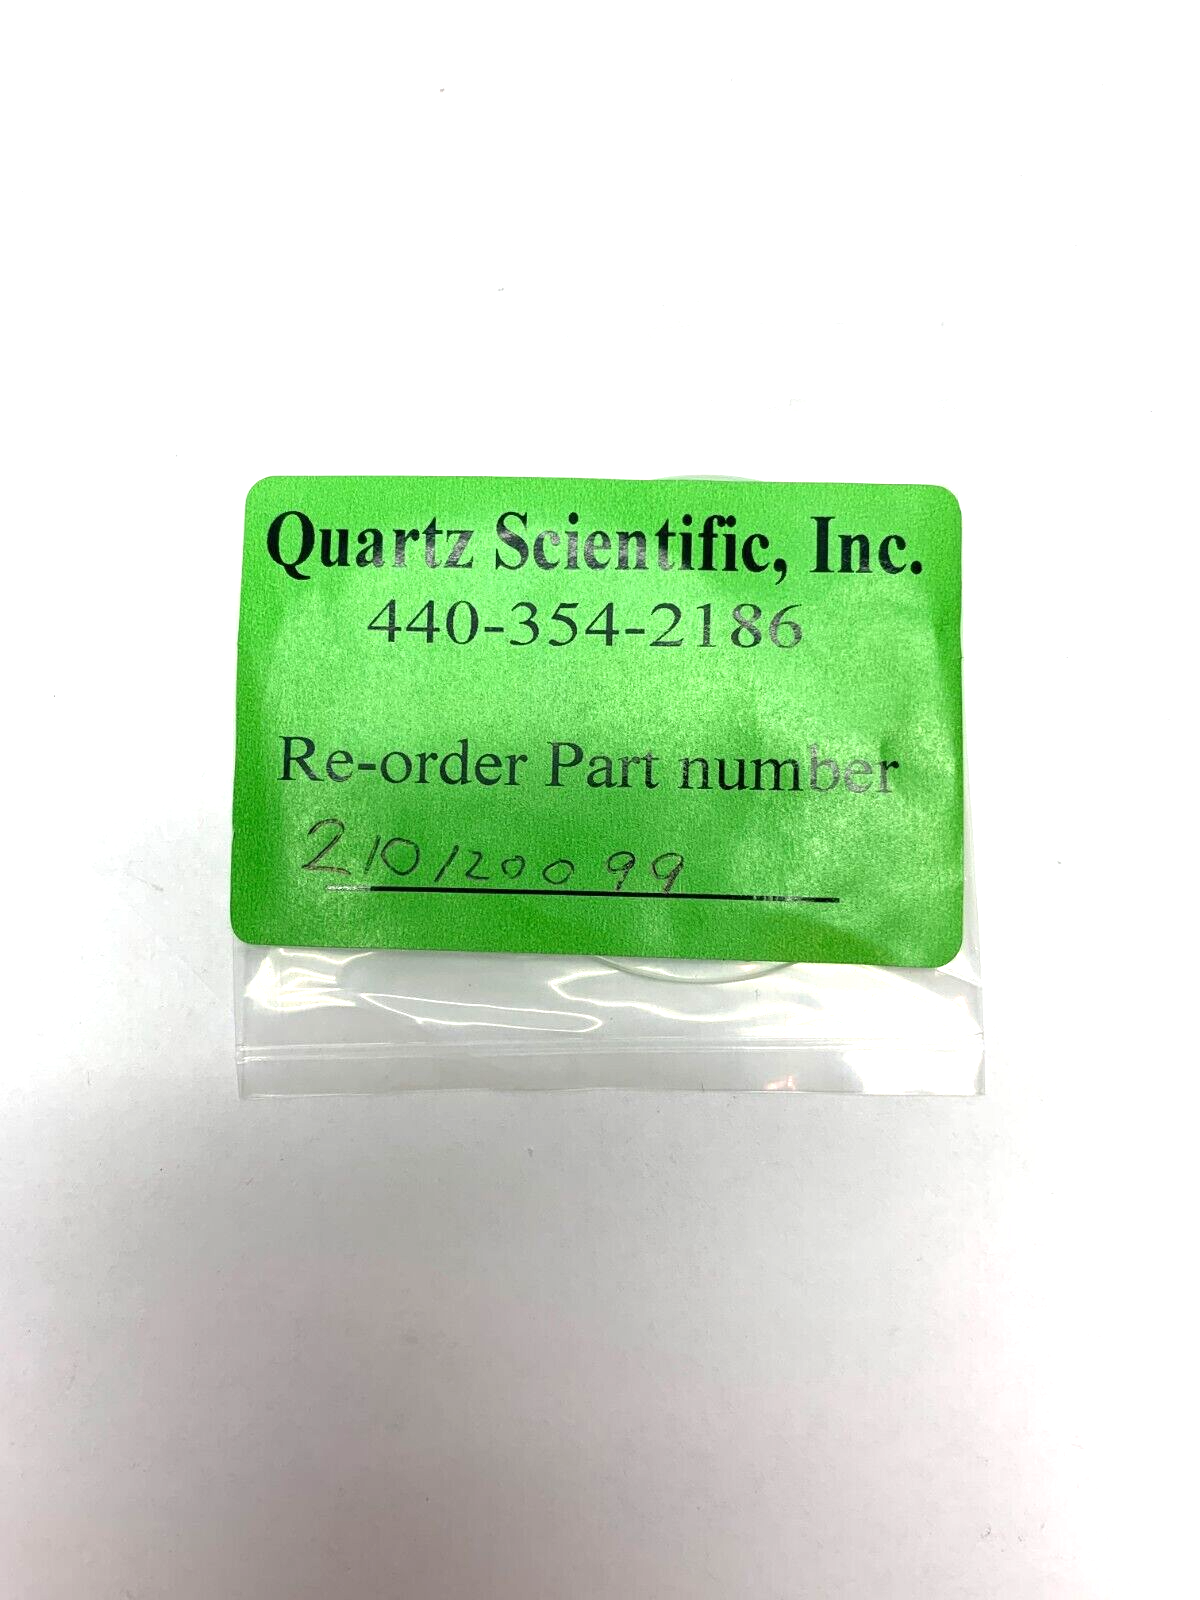 Quartz Scientific, Inc.
440-354-2186
Re-order Part number
210120099